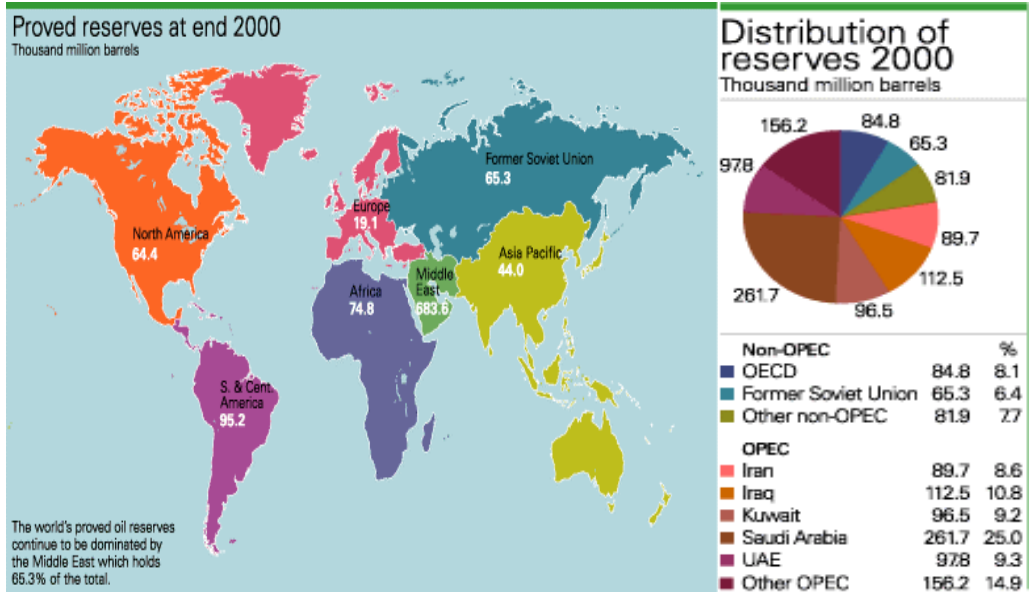 Proved reserves at end 2000
Thousand million barrels
Former Soviet Union
65.3
Europe
19.1
North America
64.4
Asia Pacific
44.0
Middle
East
683.6
Africa
74.8
S. & Cent.
America
95.2
The world's proved oil reserves
continue to be dominated by
the Middle East which holds
65.3% of the total.
Distribution of
reserves 2000
Thousand million barrels
156.2
84.8
65.3
97.8
81.9
89.7
112.5
261.7
96.5
Non-OPEC %
OECD 84.8 8.1
Former Soviet Union 65.3 6.4
Other non-OPEC 81.9 7.7
OPEC
Iran 89.7 8.6
Iraq 112.5 10.8
Kuwait 96.5 9.2
Saudi Arabia 261.7 25.0
UAE 97.8 9.3
Other OPEC 156.2 14.9